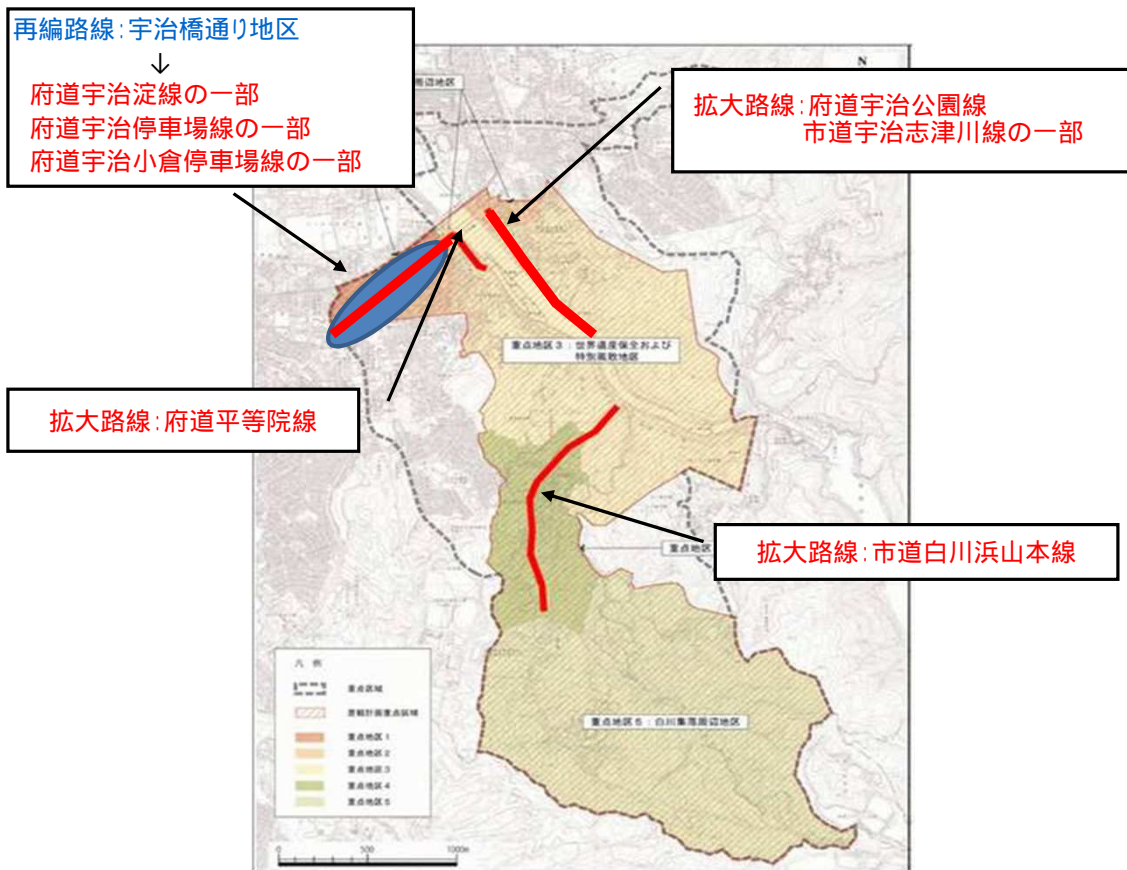 再編路線：宇治橋通り地区
↓
府道宇治淀線の一部
府道宇治停車場線の一部
府道宇治小倉停車場線の一部
周辺地区
N
拡大路線：府道宇治公園線
市道宇治志津川線の一部
重点地区３：世界遺産保全および
特別風致地区
拡大路線：府道平等院線
重点地区
拡大路線：市道白川浜山本線
凡 例
重点区域
景観計画重点区域
重点地区１
重点地区２
重点地区３
重点地区４
重点地区５
重点地区５：白川集落周辺地区
0 500 1000m